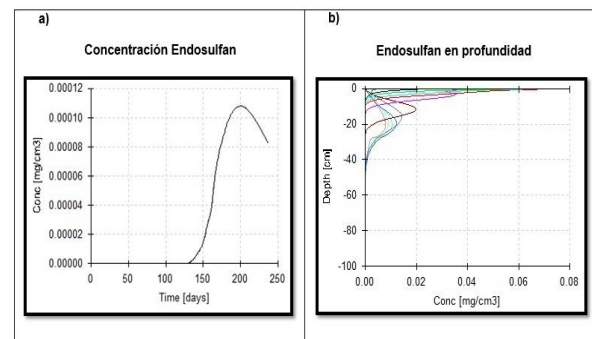 a)
Concentración Endosulfan
0.00012
0.00010
0.00008
0.00006
0.00004
0.00002
0.00000
Conc [mg/cm3]
0 50 100 150 200 250
Time [days]
b)
Endosulfan en profundidad
0
-20
-40
-60
-80
-100
Depth [cm]
0.00 0.02 0.04 0.06 0.08
Conc [mg/cm3]